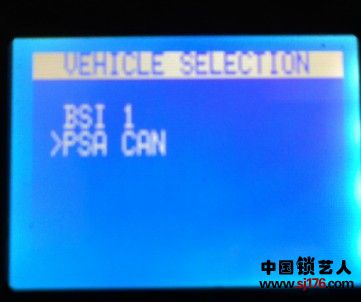 VEHICLE SELECTION
BSI 1
>PSA CAN
中国锁艺人
www.sj176.com